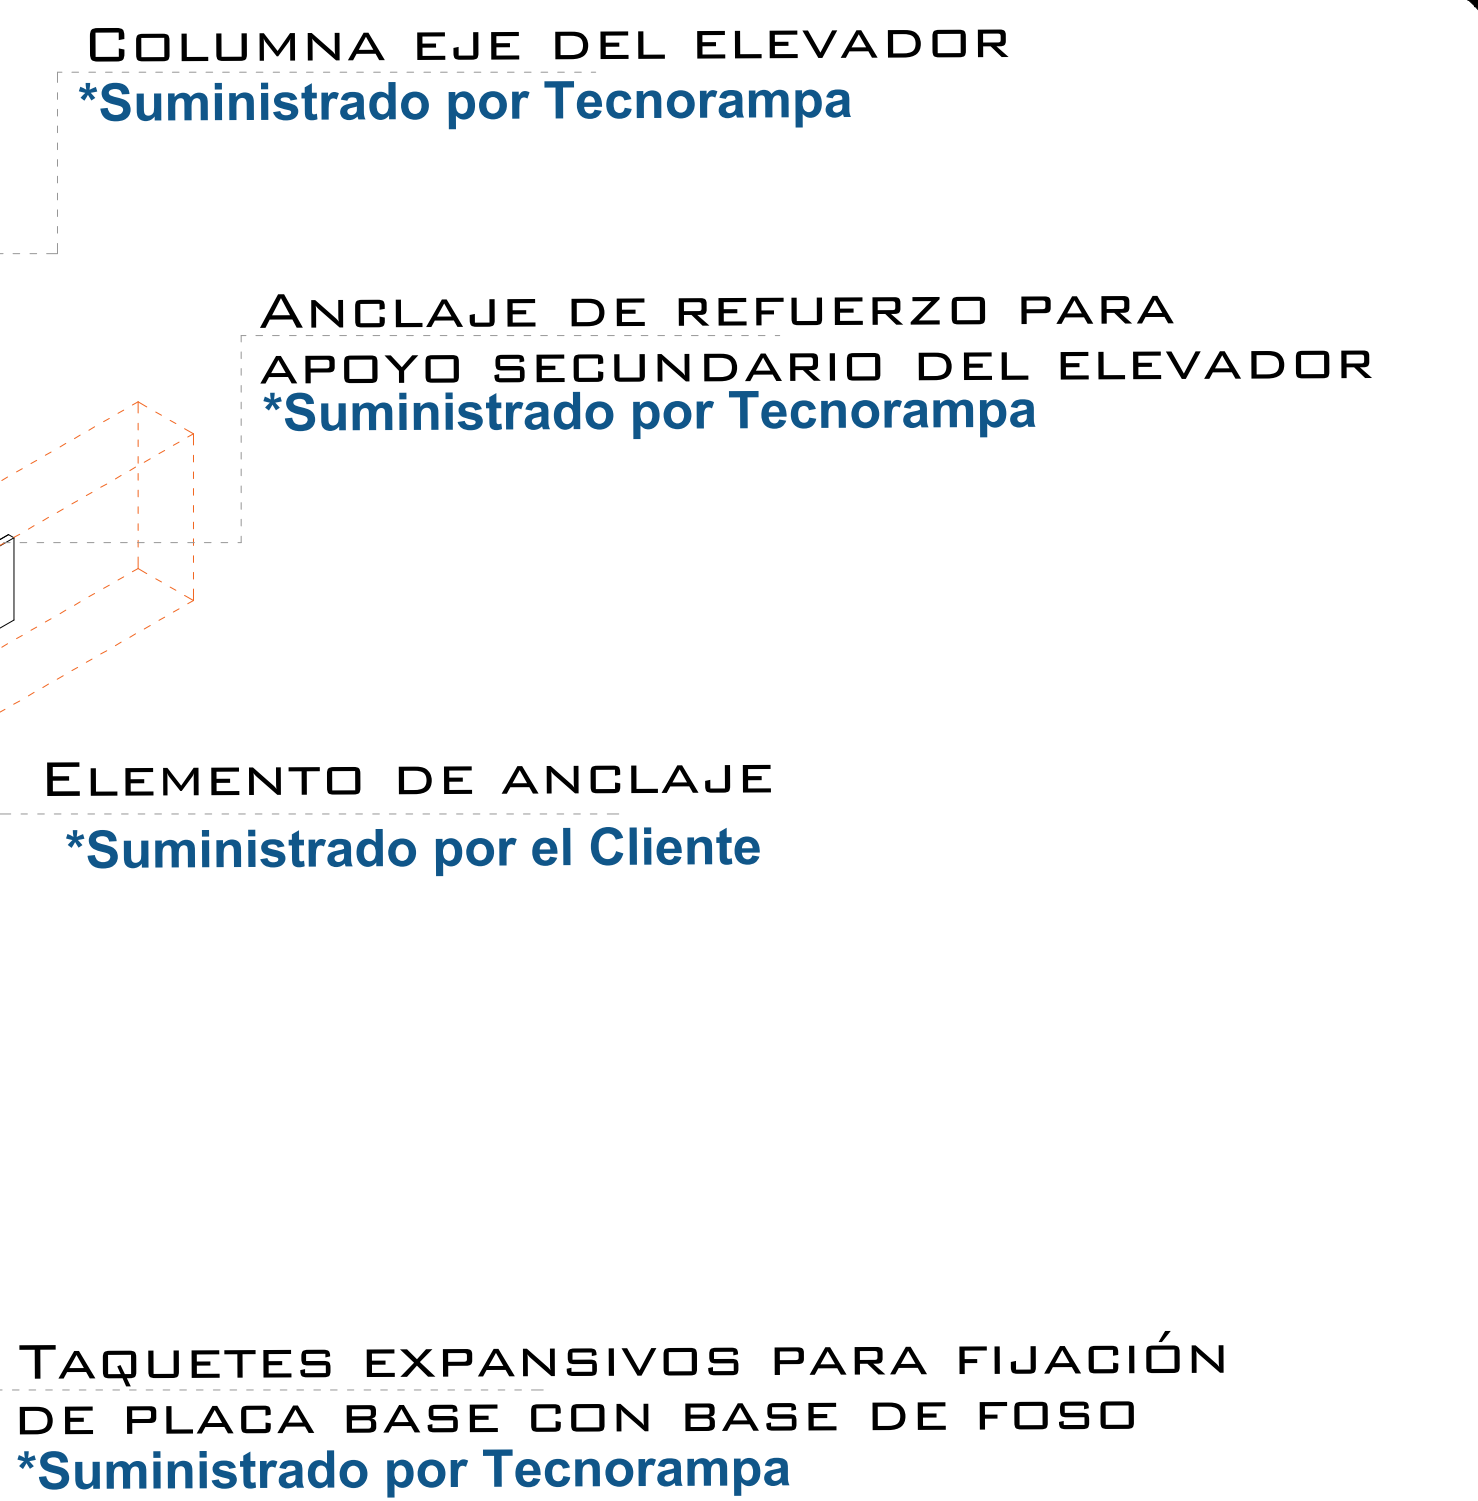 Columna eje del elevador
*Suministrado por Tecnorampa
Anclaje de refuerzo para
apoyo secundario del elevador
*Suministrado por Tecnorampa
Elemento de anclaje
*Suministrado por el Cliente
Taquetes expansivos para fijación
de placa base con base de foso
*Suministrado por Tecnorampa